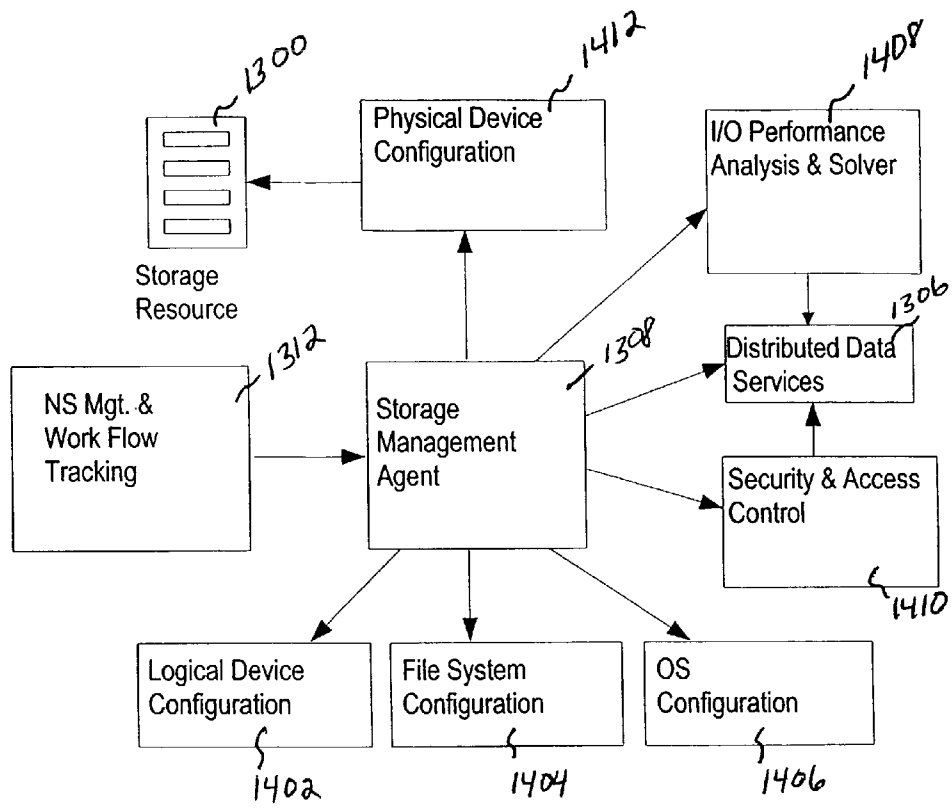 1300
1412
1408
Physical Device
Configuration
I/O Performance
Analysis & Solver
Storage
Resource
1306
1312
1308
Distributed Data
Services
NS Mgt. &
Work Flow
Tracking
Storage
Management
Agent
Security & Access
Control
1410
Logical Device
Configuration
File System
Configuration
OS
Configuration
1402
1404
1406